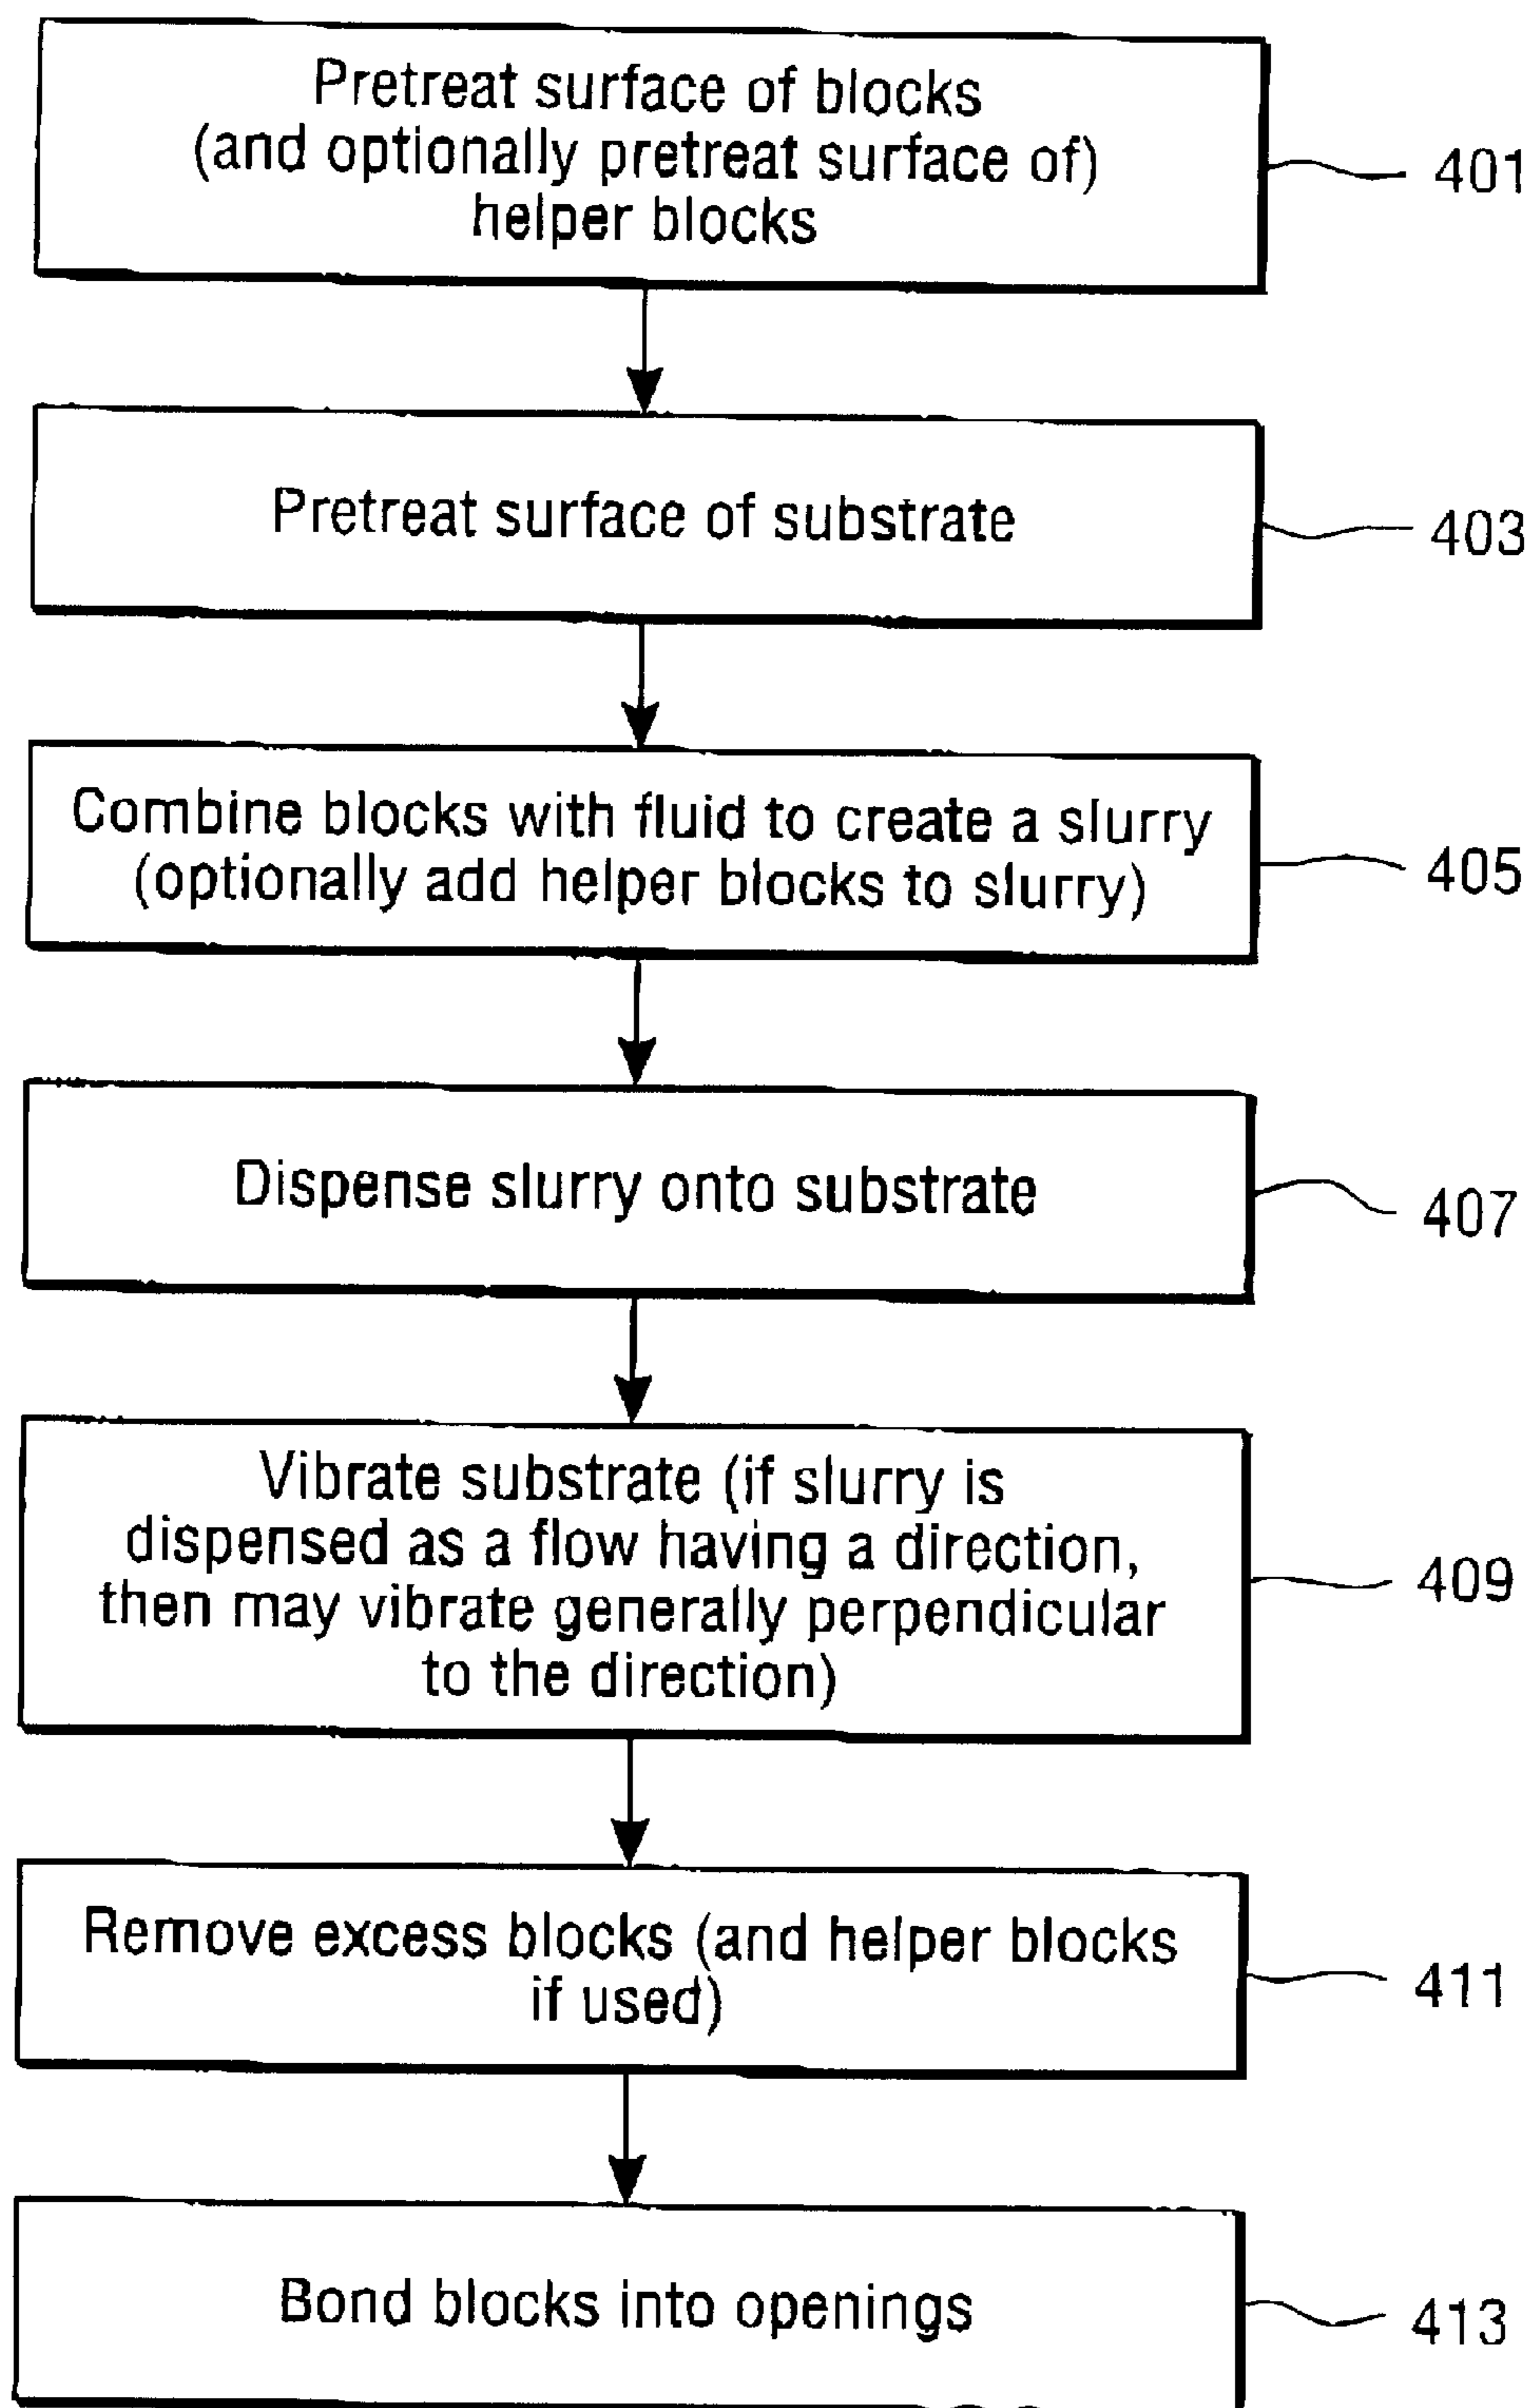 Pretreat surface of blocks
(and optionally pretreat surface of)
helper blocks
401
Pretreat surface of substrate
403
Combine blocks with fluid to create a slurry
(optionally add helper blocks to slurry)
405
Dispense slurry onto substrate
407
Vibrate substrate (if slurry is
dispensed as a flow having a direction,
then may vibrate generally perpendicular
to the direction)
409
Remove excess blocks (and helper blocks
if used)
411
Bond blocks into openings
413